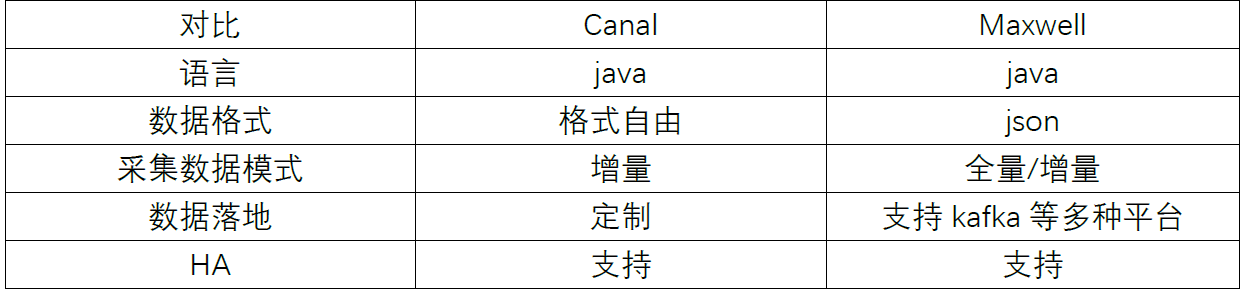 对比 Canal Maxwell
语言 java java
数据格式 格式自由 json
采集数据模式 增量 全量/增量
数据落地 定制 支持 kafka 等多种平台
HA 支持 支持